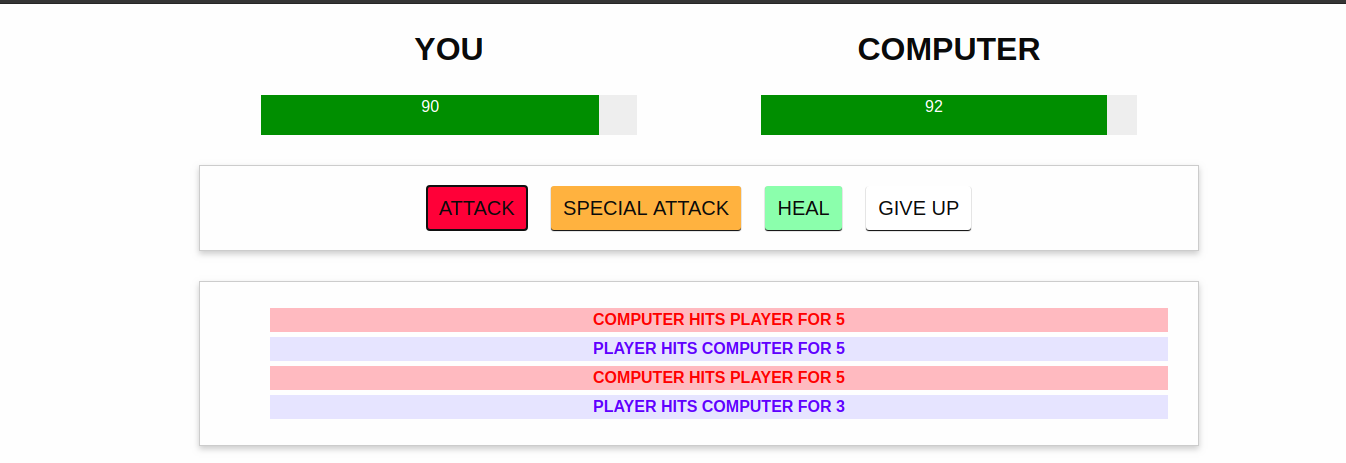 YOU COMPUTER
90 92
ATTACK SPECIAL ATTACK HEAL GIVE UP
COMPUTER HITS PLAYER FOR 5
PLAYER HITS COMPUTER FOR 5
COMPUTER HITS PLAYER FOR 5
PLAYER HITS COMPUTER FOR 3